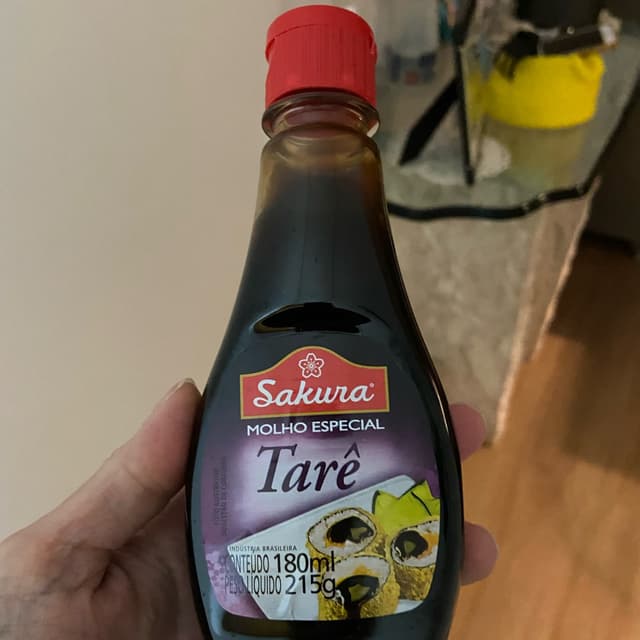 Sakura®
MOLHO ESPECIAL
Tarê
INDÚSTRIA BRASILEIRA
CONTEÚDO 180ml
PESO LÍQUIDO 215g